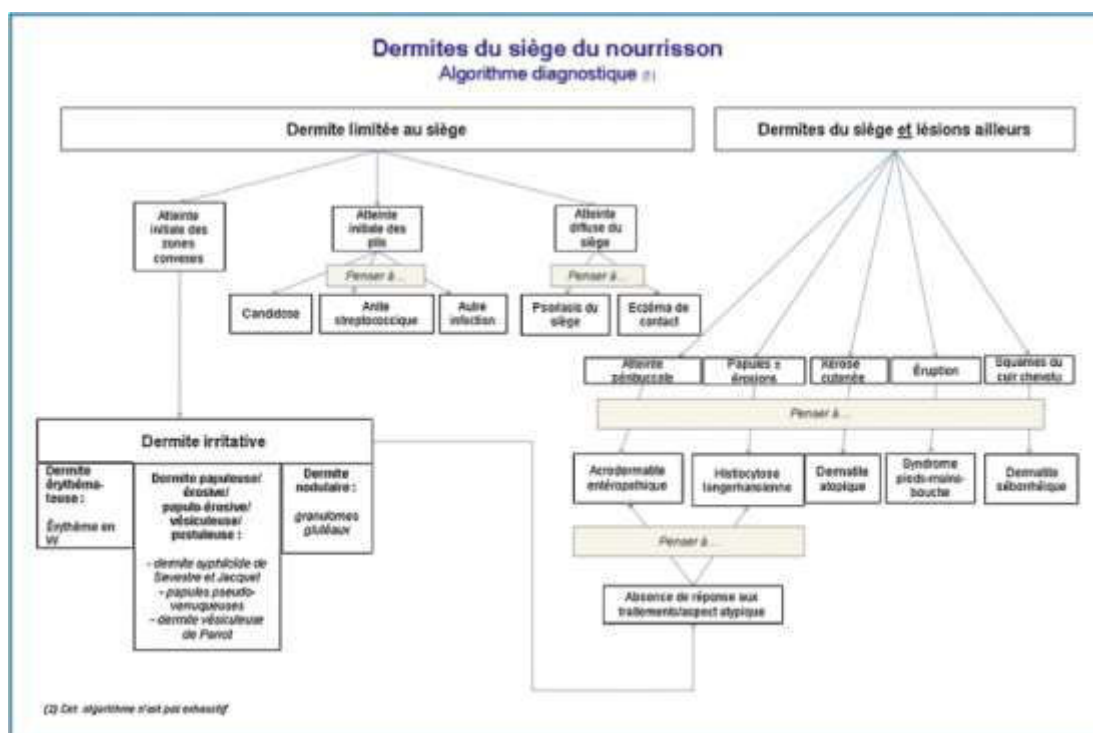 Dermites du siège du nourrisson
Algorithme diagnostique (1)
Dermite limitée au siège
Dermites du siège et lésions ailleurs
Atteinte
initiale des
zones
convexes
Atteinte
initiale des
plis
Atteinte
diffuse du
siège
Penser à ...
Penser à ...
Candidose
Anite
streptococcique
Autre
infection
Psoriasis du
siège
Eczéma de
contact
Atteinte
péribuccale
Papules ±
érosions
Xérose
cutanée
Éruption
Squames du
cuir chevelu
Penser à ...
Dermite irritative
Dermite
érythéma-
teuse :
Érythème en
W
Dermite papuleuse/
érosive/
papulo-érosive/
vésiculeuse/
pustuleuse :
- dermite syphiloïde de
Sevestre et Jacquet
- papules pseudo-
verruqueuses
- dermite vésiculeuse
de Parrot
Dermite
nodulaire :
granulomes
glutéaux
Acrodermatite
entéropathique
Histiocytose
langerhansienne
Dermatite
atopique
Syndrome
pieds-mains-
bouche
Dermatite
séborrhéique
Penser à ...
Absence de réponse aux
traitements/aspect atypique
Cet algorithme n'est pas exhaustif